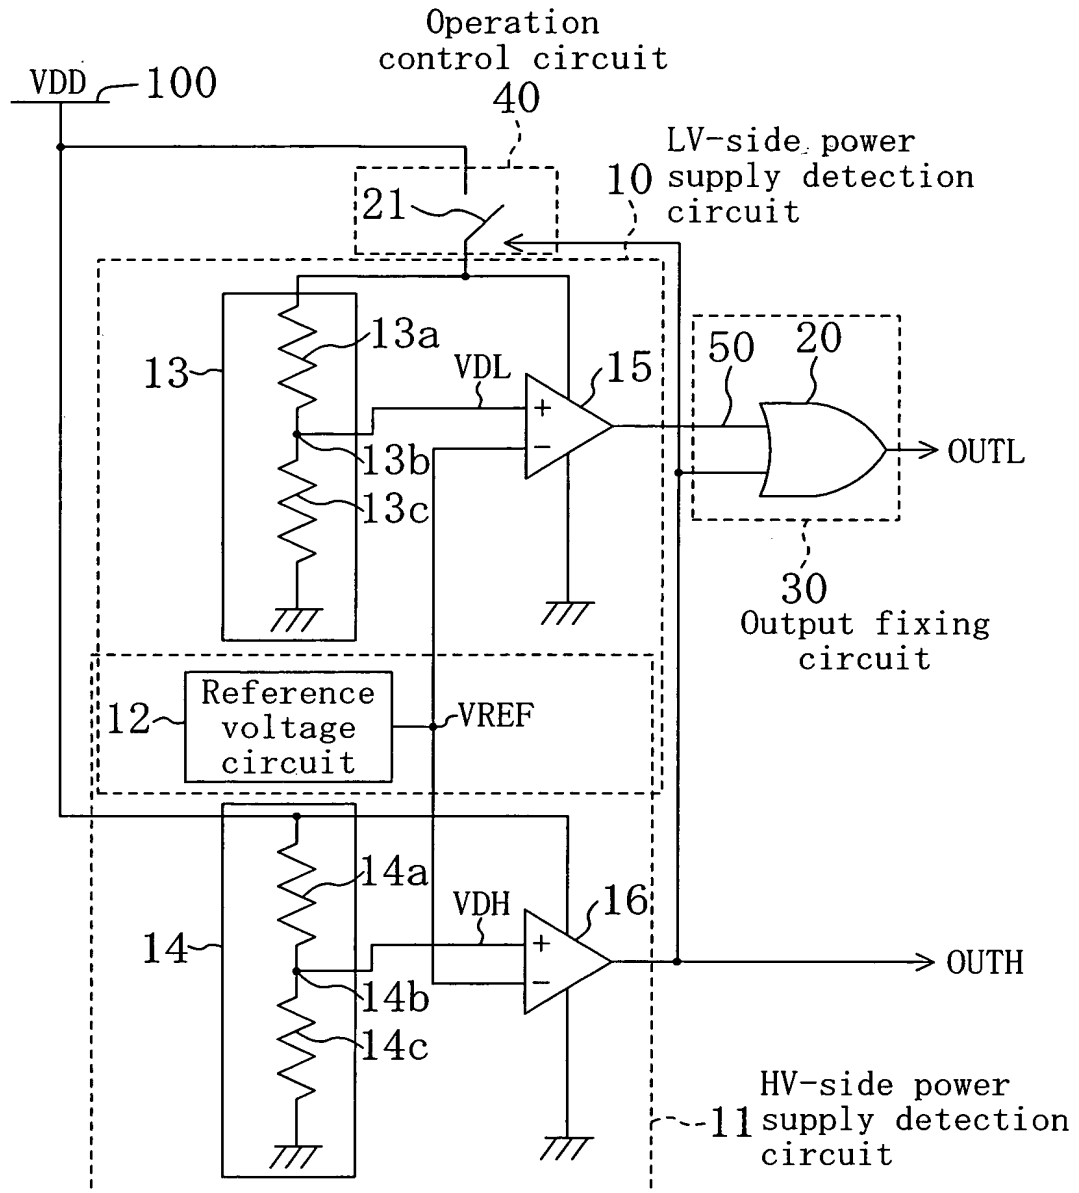 Operation
control circuit
40
VDD
100
LV-side power
supply detection
circuit
10
21
13
13a
13b
13c
VDL
+
−
15
50
20
OUTL
30
Output fixing
circuit
12
Reference
voltage
circuit
VREF
14
14a
14b
14c
VDH
+
−
16
OUTH
11
HV-side power
supply detection
circuit